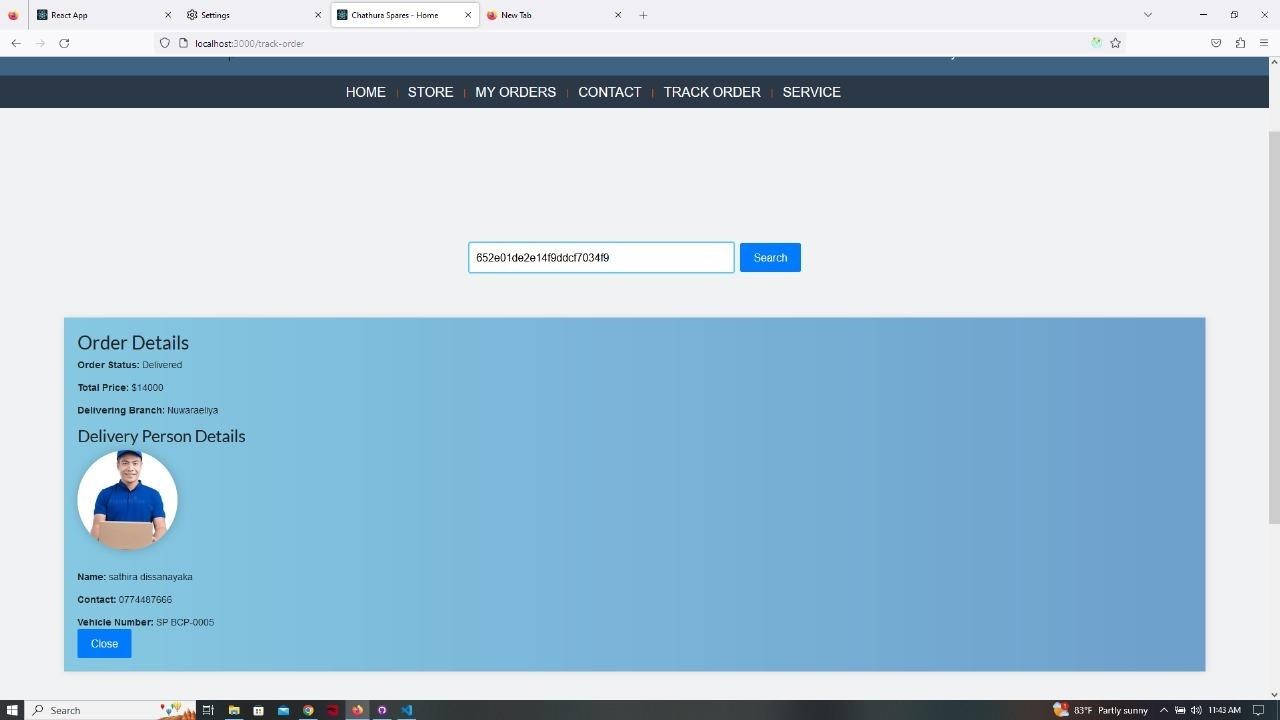 React App
Settings
Chathura Spares - Home
New Tab
localhost:3000/track-order
HOME | STORE | MY ORDERS | CONTACT | TRACK ORDER | SERVICE
652e01de2e14f9ddcf7034f9
Search
Order Details
Order Status: Delivered
Total Price: $14000
Delivering Branch: Nuwaraeliya
Delivery Person Details
Name: sathira dissanayaka
Contact: 0774487666
Vehicle Number: SP BCP-0005
Close
Search
83°F Partly sunny
11:43 AM